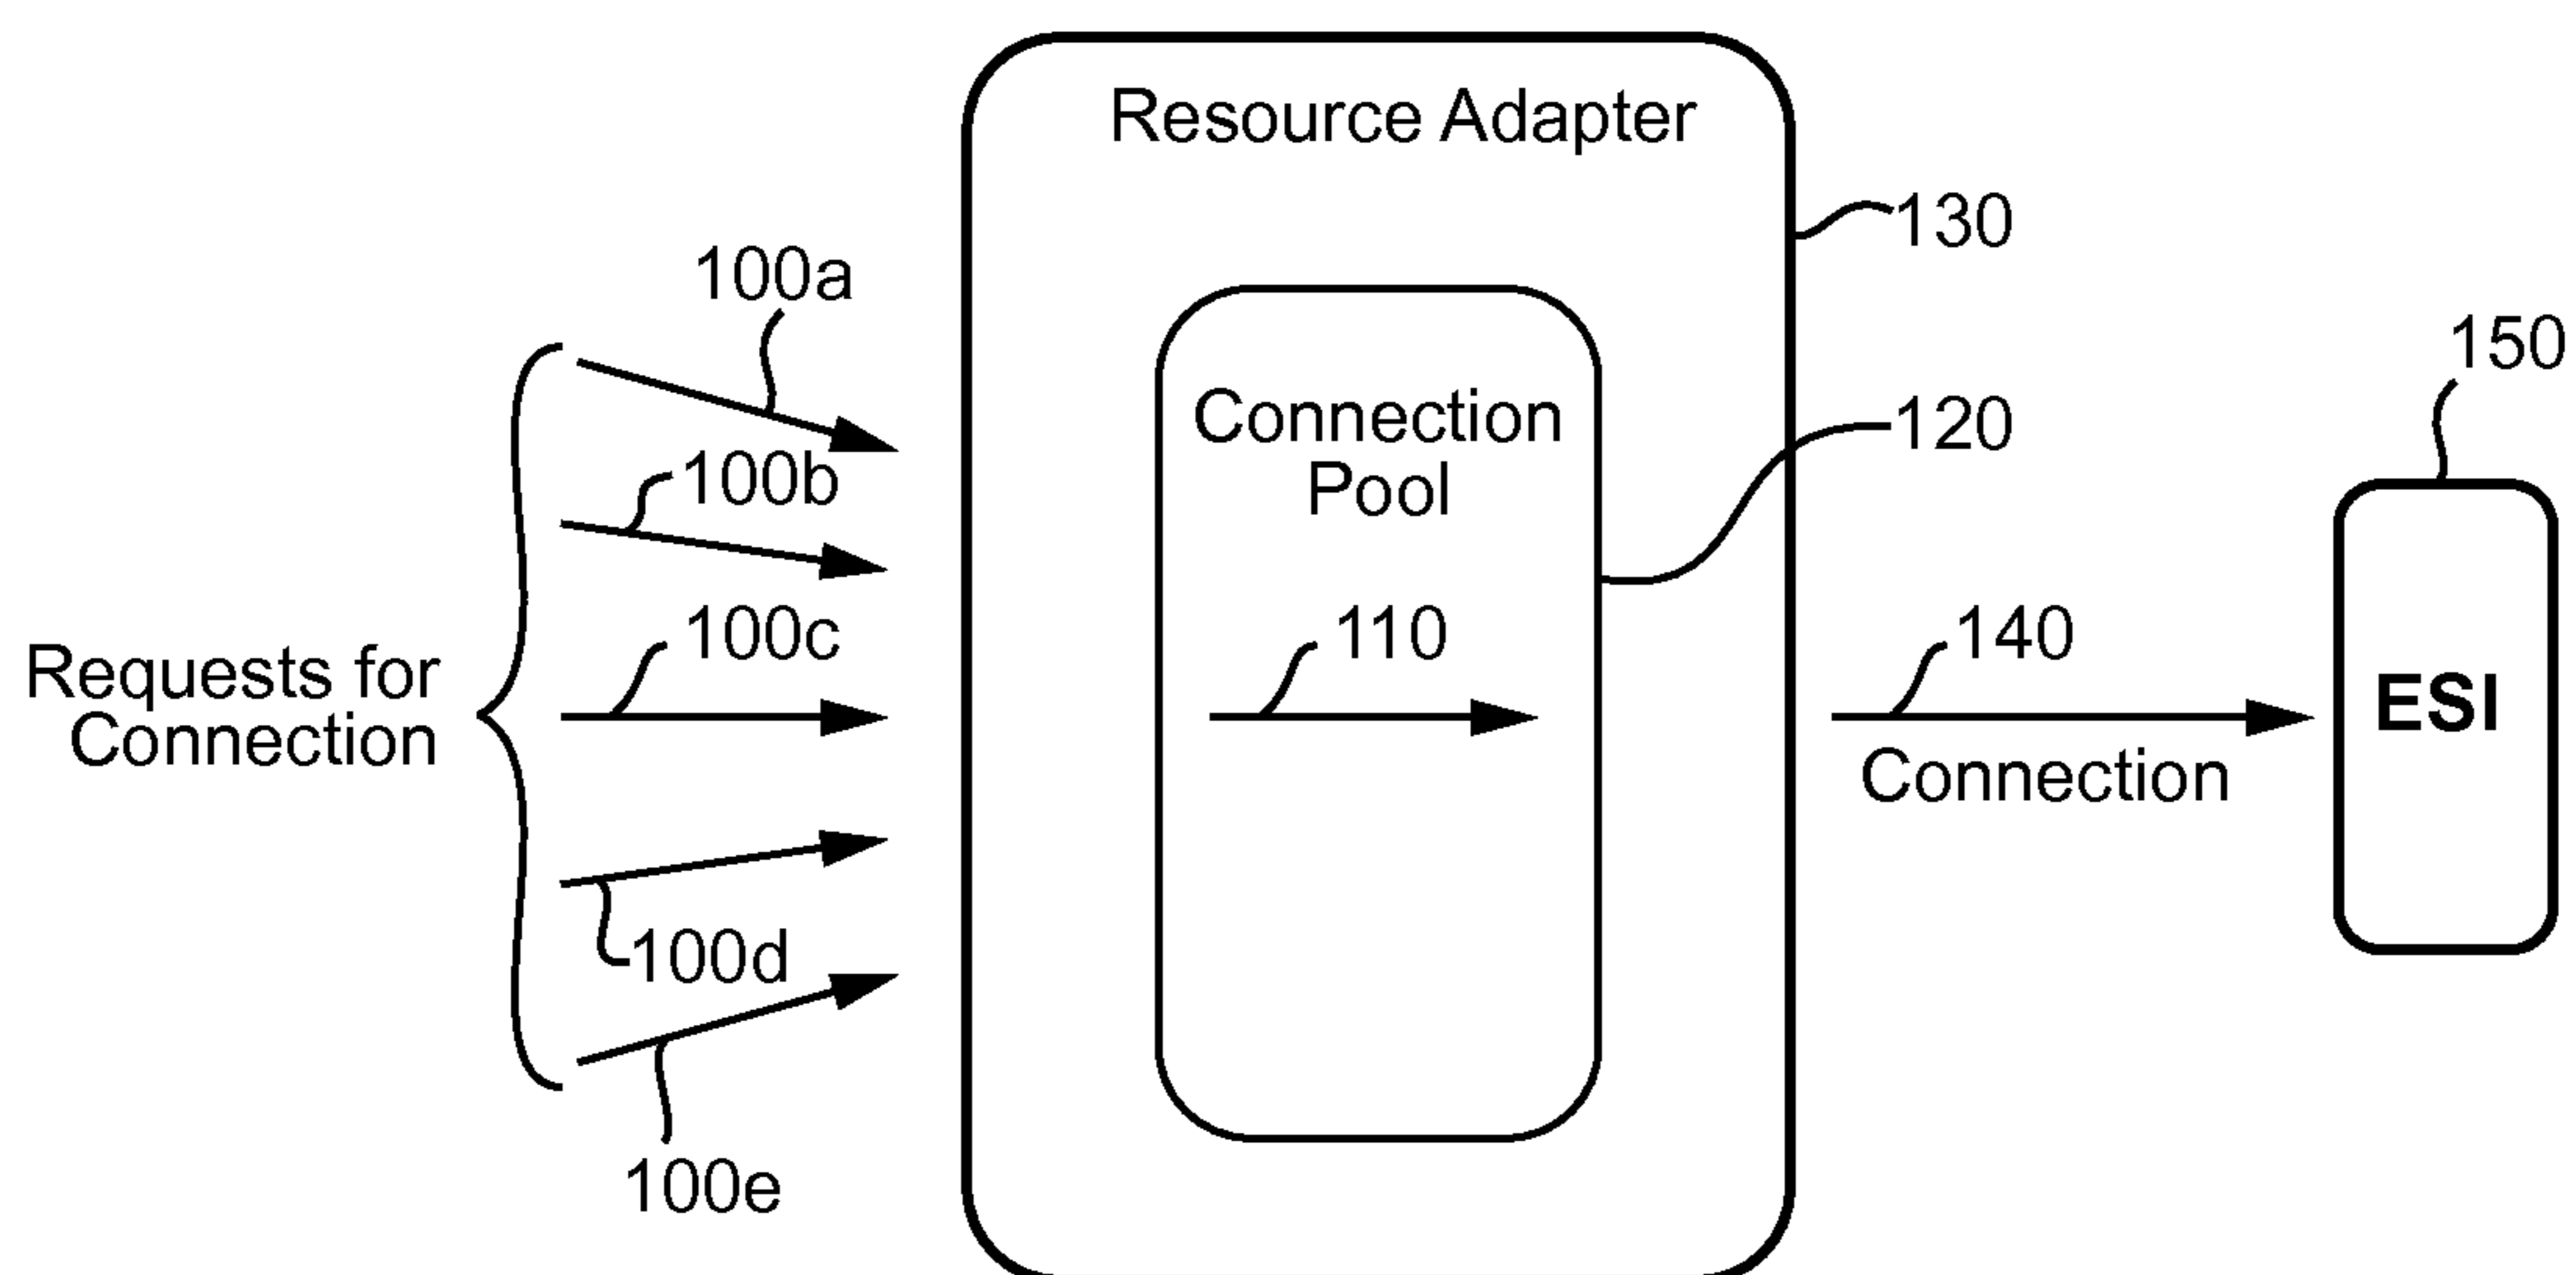 Resource Adapter
130
100a
150
Connection
Pool
120
100b
100c
110
140
Requests for
Connection
ESI
Connection
100d
100e